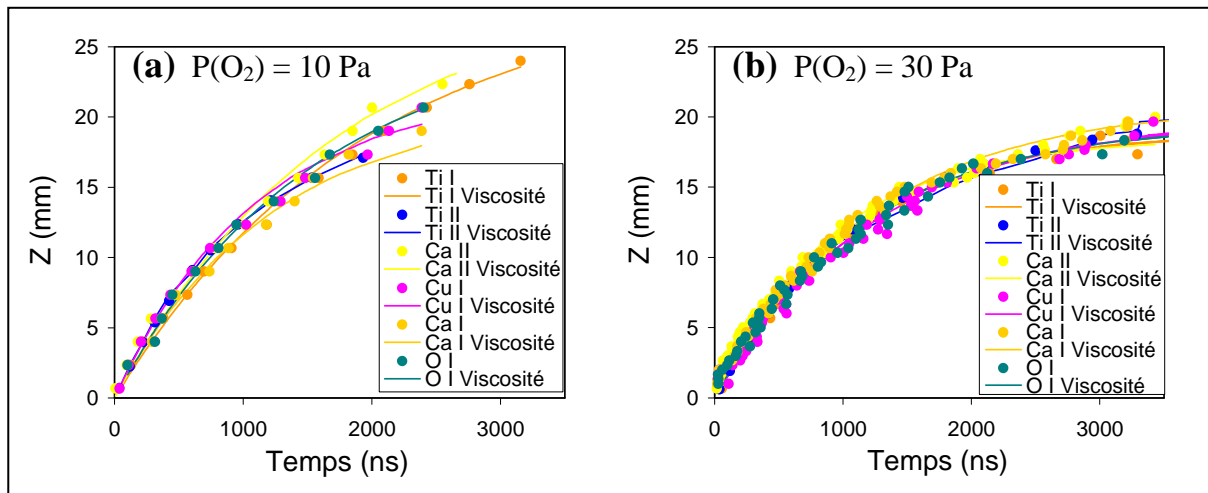 (a) P(O₂) = 10 Pa
25
20
15
10
5
0
Z (mm)
0 1000 2000 3000
Temps (ns)
Ti I
Ti I Viscosité
Ti II
Ti II Viscosité
Ca II
Ca II Viscosité
Cu I
Cu I Viscosité
Ca I
Ca I Viscosité
O I
O I Viscosité
(b) P(O₂) = 30 Pa
25
20
15
10
5
0
Z (mm)
0 1000 2000 3000
Temps (ns)
Ti I
Ti I Viscosité
Ti II
Ti II Viscosité
Ca II
Ca II Viscosité
Cu I
Cu I Viscosité
Ca I
Ca I Viscosité
O I
O I Viscosité